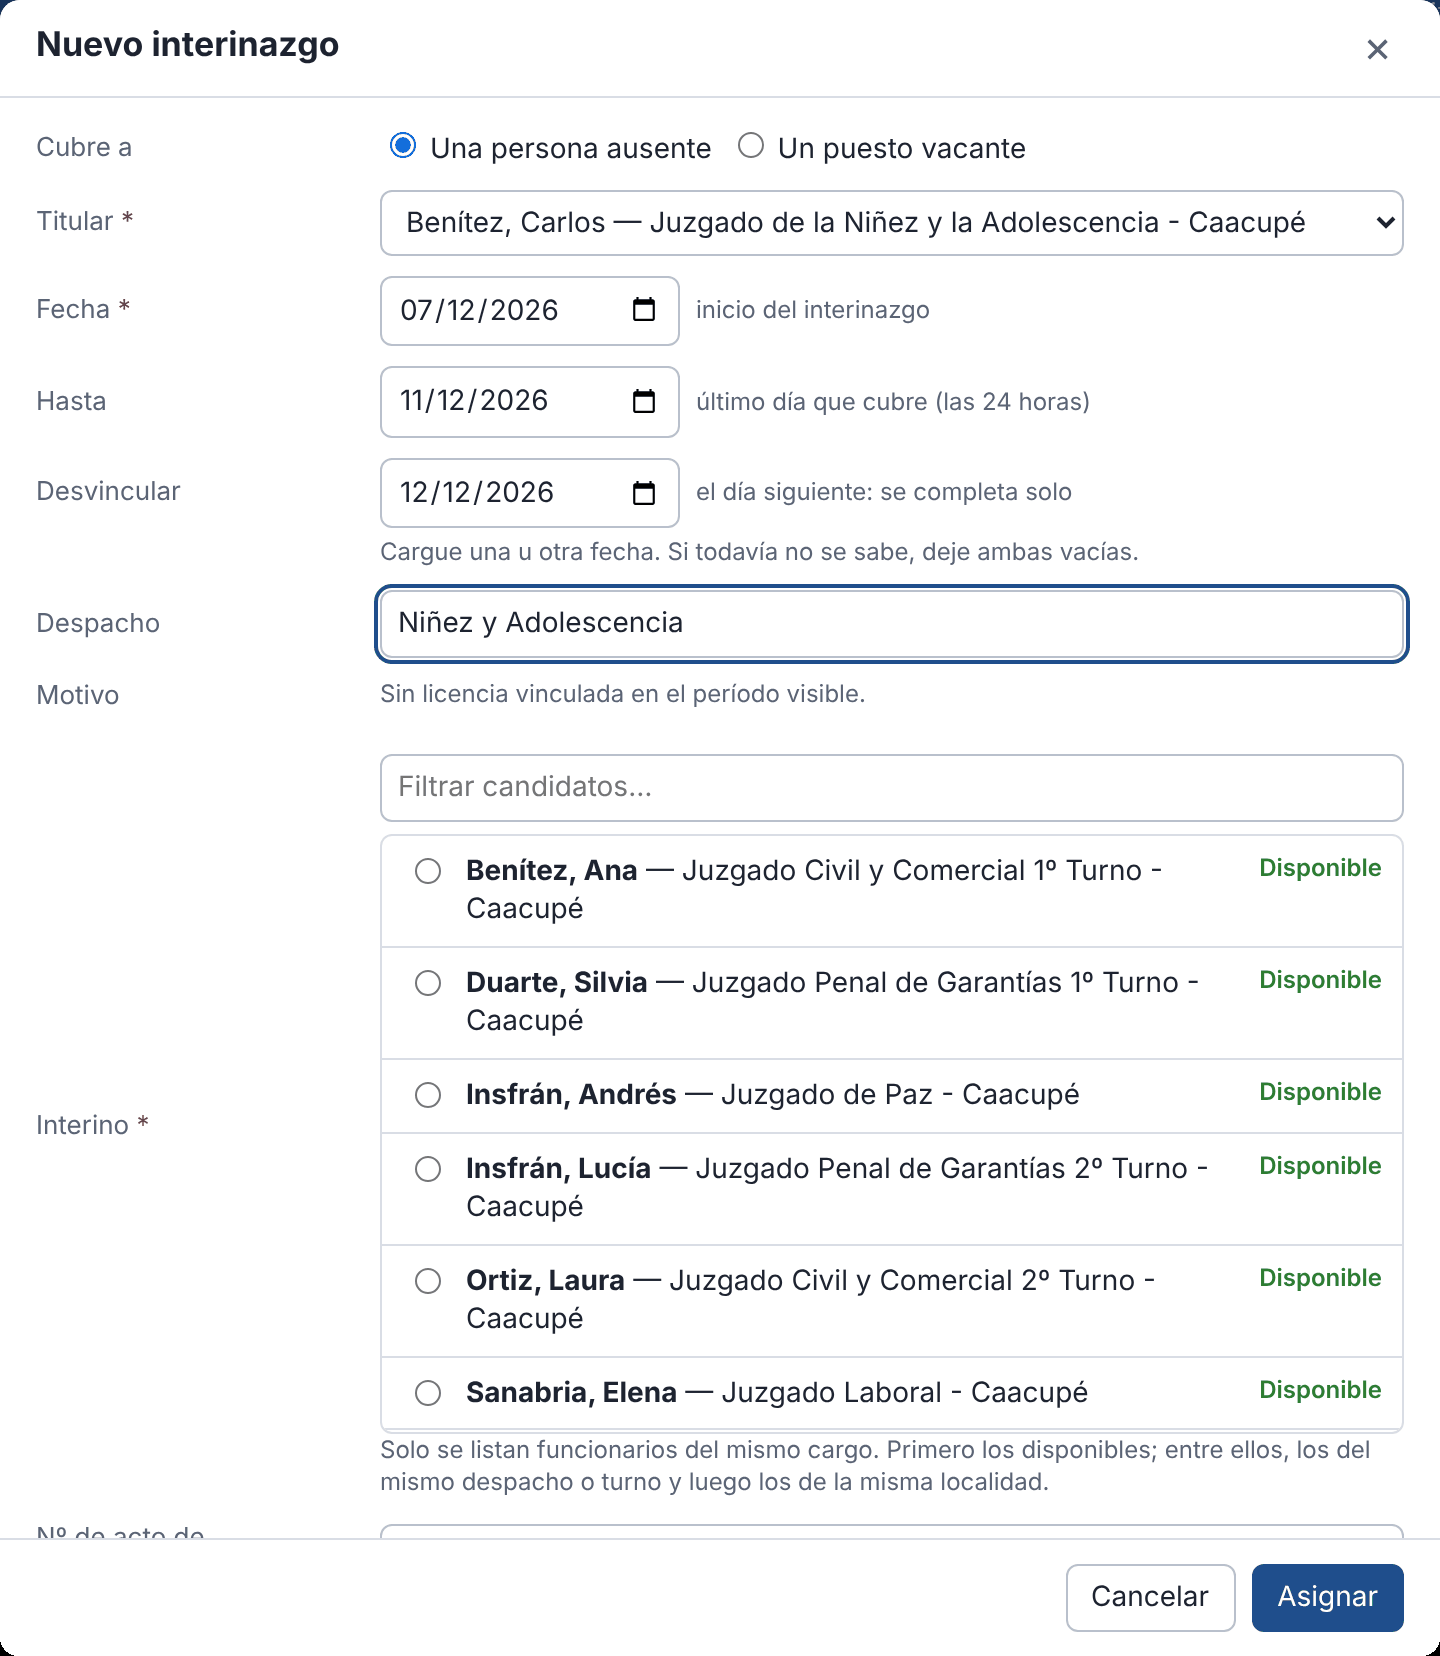 Nuevo interinazgo
Cubre a
Una persona ausente
Un puesto vacante
Titular *
Benítez, Carlos — Juzgado de la Niñez y la Adolescencia - Caacupé
Fecha *
07/12/2026
inicio del interinazgo
Hasta
11/12/2026
último día que cubre (las 24 horas)
Desvincular
12/12/2026
el día siguiente: se completa solo
Cargue una u otra fecha. Si todavía no se sabe, deje ambas vacías.
Despacho
Niñez y Adolescencia
Motivo
Sin licencia vinculada en el período visible.
Filtrar candidatos...
Interino *
Benítez, Ana — Juzgado Civil y Comercial 1º Turno -
Caacupé
Disponible
Duarte, Silvia — Juzgado Penal de Garantías 1º Turno -
Caacupé
Disponible
Insfrán, Andrés — Juzgado de Paz - Caacupé
Disponible
Insfrán, Lucía — Juzgado Penal de Garantías 2º Turno -
Caacupé
Disponible
Ortiz, Laura — Juzgado Civil y Comercial 2º Turno -
Caacupé
Disponible
Sanabria, Elena — Juzgado Laboral - Caacupé
Disponible
Solo se listan funcionarios del mismo cargo. Primero los disponibles; entre ellos, los del
mismo despacho o turno y luego los de la misma localidad.
Nº de acto de
Cancelar
Asignar